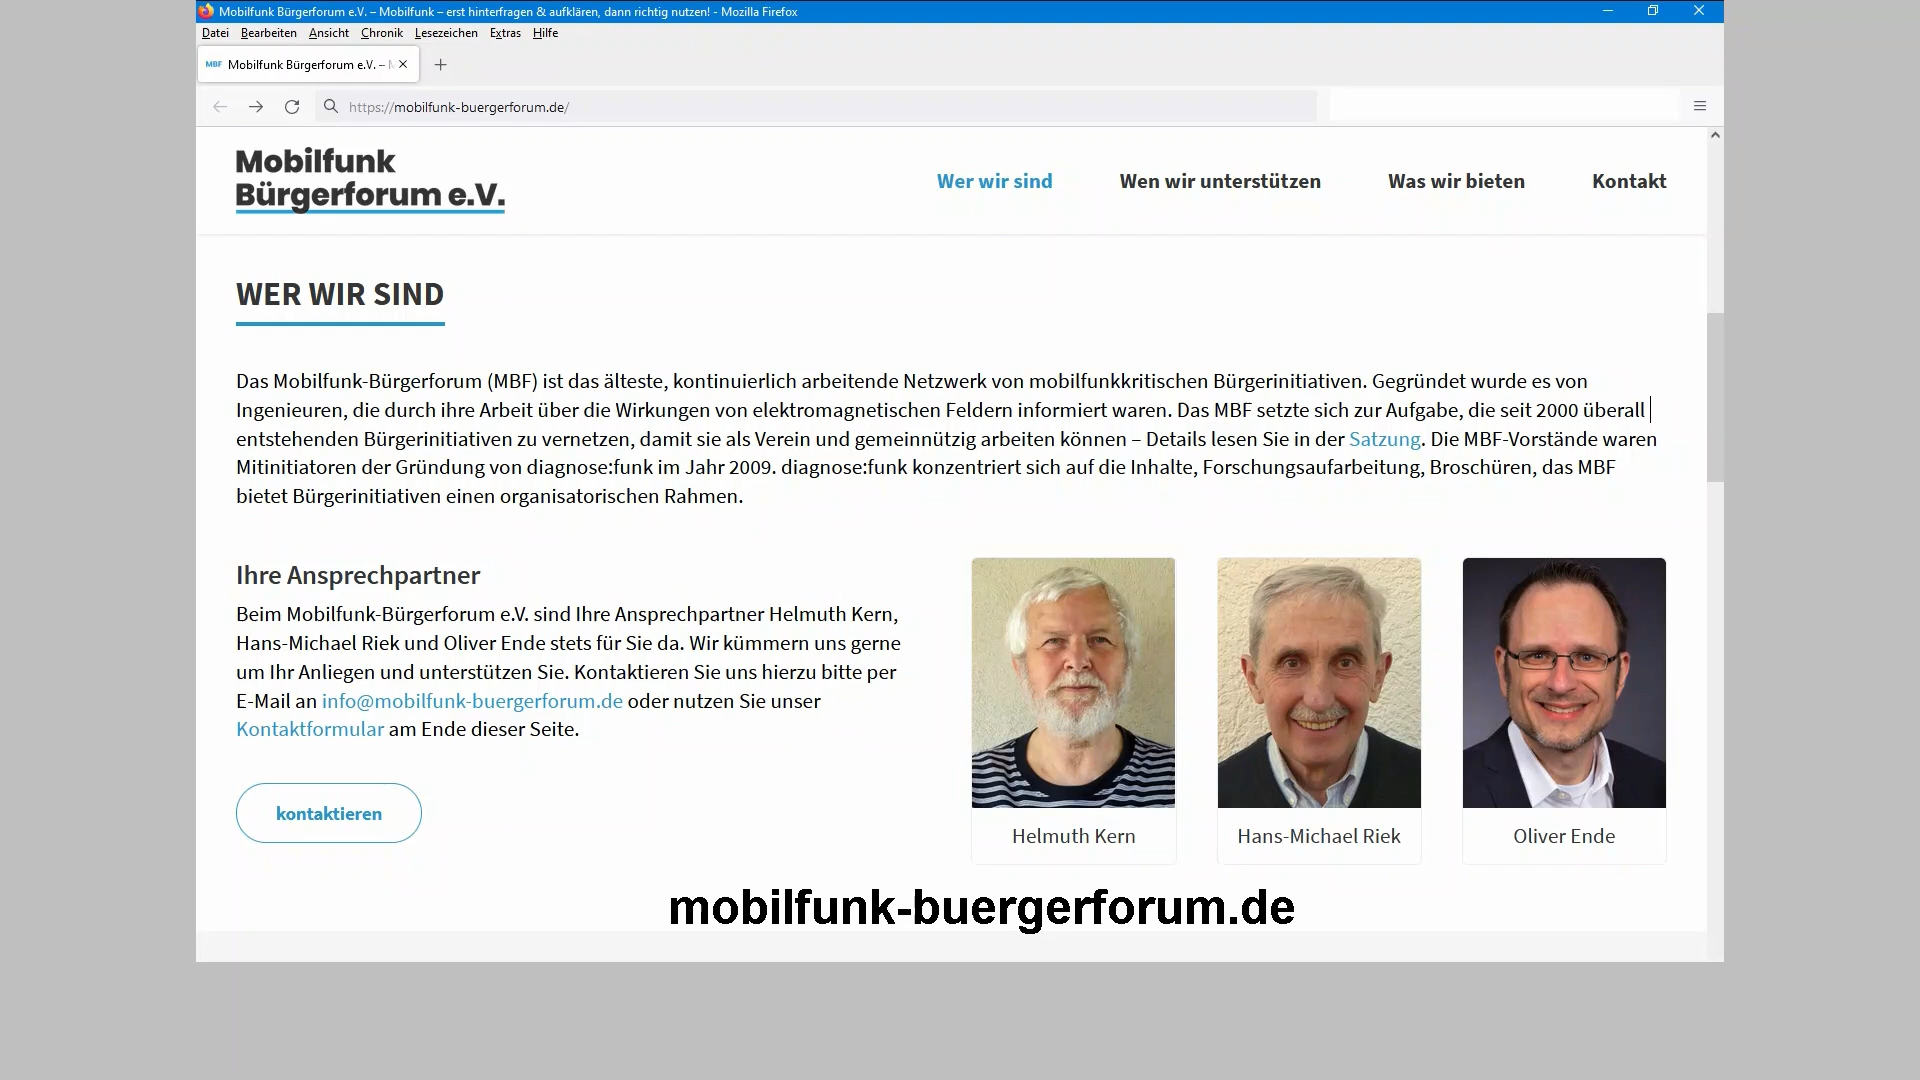 Mobilfunk Bürgerforum e.V. – Mobilfunk – erst hinterfragen & aufklären, dann richtig nutzen! - Mozilla Firefox
Datei Bearbeiten Ansicht Chronik Lesezeichen Extras Hilfe
MBF Mobilfunk Bürgerforum e.V. –
https://mobilfunk-buergerforum.de/
Mobilfunk
Bürgerforum e.V.
Wer wir sind Wen wir unterstützen Was wir bieten Kontakt
WER WIR SIND
Das Mobilfunk-Bürgerforum (MBF) ist das älteste, kontinuierlich arbeitende Netzwerk von mobilfunkkritischen Bürgerinitiativen. Gegründet wurde es von
Ingenieuren, die durch ihre Arbeit über die Wirkungen von elektromagnetischen Feldern informiert waren. Das MBF setzte sich zur Aufgabe, die seit 2000 überall
entstehenden Bürgerinitiativen zu vernetzen, damit sie als Verein und gemeinnützig arbeiten können – Details lesen Sie in der Satzung. Die MBF-Vorstände waren
Mitinitiatoren der Gründung von diagnose:funk im Jahr 2009. diagnose:funk konzentriert sich auf die Inhalte, Forschungsaufarbeitung, Broschüren, das MBF
bietet Bürgerinitiativen einen organisatorischen Rahmen.
Ihre Ansprechpartner
Beim Mobilfunk-Bürgerforum e.V. sind Ihre Ansprechpartner Helmuth Kern,
Hans-Michael Riek und Oliver Ende stets für Sie da. Wir kümmern uns gerne
um Ihr Anliegen und unterstützen Sie. Kontaktieren Sie uns hierzu bitte per
E-Mail an info@mobilfunk-buergerforum.de oder nutzen Sie unser
Kontaktformular am Ende dieser Seite.
kontaktieren
Helmuth Kern
Hans-Michael Riek
Oliver Ende
mobilfunk-buergerforum.de